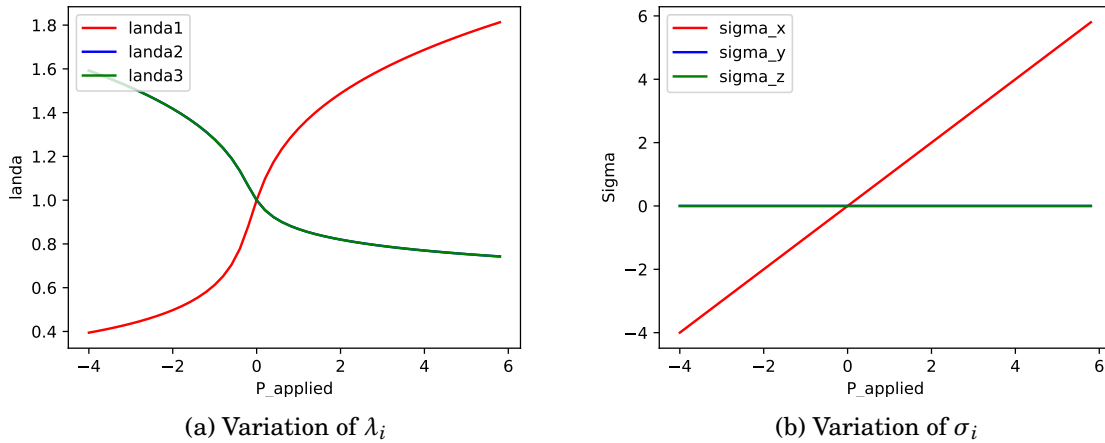 1.8
1.6
1.4
1.2
1.0
0.8
0.6
0.4
landa
landa1
landa2
landa3
−4
−2
0
2
4
6
P_applied
(a) Variation of λ_i
6
4
2
0
−2
−4
Sigma
sigma_x
sigma_y
sigma_z
−4
−2
0
2
4
6
P_applied
(b) Variation of σ_i